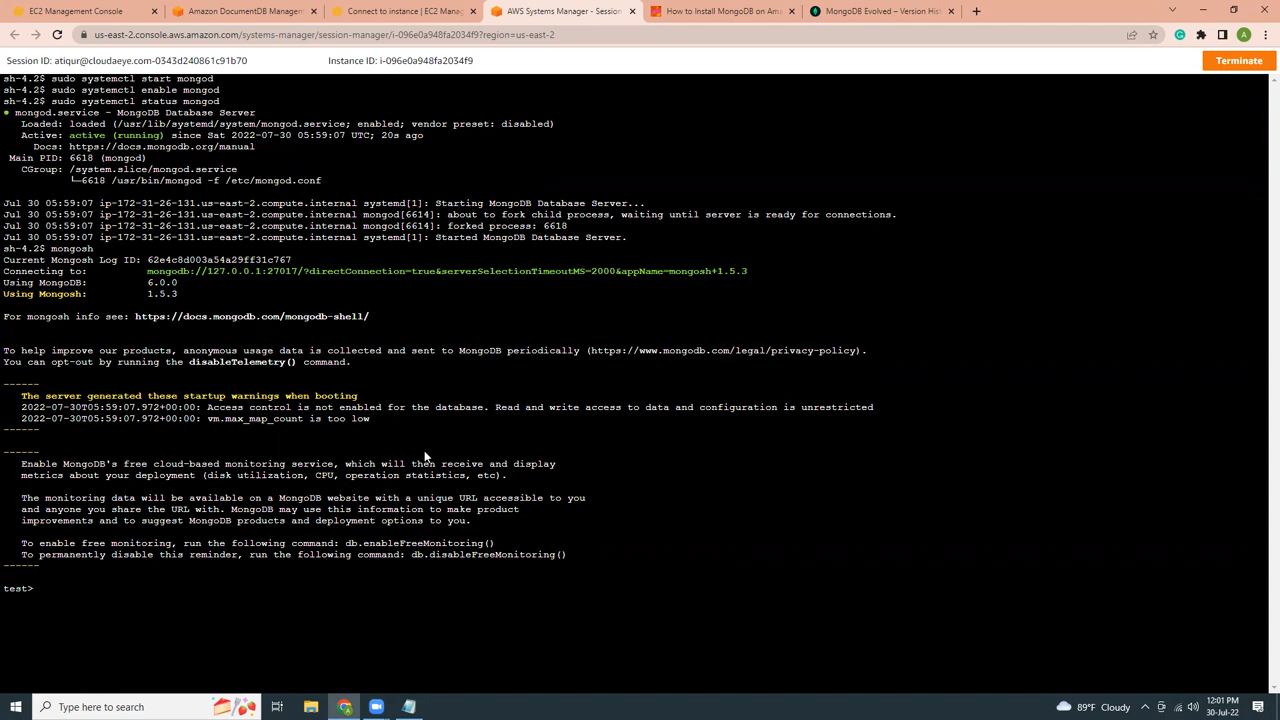 EC2 Management Console
Amazon DocumentDB Managemen
Connect to instance | EC2 Manag
AWS Systems Manager - Session
How to Install MongoDB on Ama
MongoDB Evolved – Version Hist
us-east-2.console.aws.amazon.com/systems-manager/session-manager/i-096e0a948fa2034f9?region=us-east-2
Session ID: atiqur@cloudaeye.com-0343d240861c91b70
Instance ID: i-096e0a948fa2034f9
Terminate
sh-4.2$ sudo systemctl start mongod
sh-4.2$ sudo systemctl enable mongod
sh-4.2$ sudo systemctl status mongod
● mongod.service - MongoDB Database Server
Loaded: loaded (/usr/lib/systemd/system/mongod.service; enabled; vendor preset: disabled)
Active: active (running) since Sat 2022-07-30 05:59:07 UTC; 20s ago
Docs: https://docs.mongodb.org/manual
Main PID: 6618 (mongod)
CGroup: /system.slice/mongod.service
└─6618 /usr/bin/mongod -f /etc/mongod.conf
Jul 30 05:59:07 ip-172-31-26-131.us-east-2.compute.internal systemd[1]: Starting MongoDB Database Server...
Jul 30 05:59:07 ip-172-31-26-131.us-east-2.compute.internal mongod[6614]: about to fork child process, waiting until server is ready for connections.
Jul 30 05:59:07 ip-172-31-26-131.us-east-2.compute.internal mongod[6614]: forked process: 6618
Jul 30 05:59:07 ip-172-31-26-131.us-east-2.compute.internal systemd[1]: Started MongoDB Database Server.
sh-4.2$ mongosh
Current Mongosh Log ID: 62e4c8d003a54a29ff31c767
Connecting to: mongodb://127.0.0.1:27017/?directConnection=true&serverSelectionTimeoutMS=2000&appName=mongosh+1.5.3
Using MongoDB: 6.0.0
Using Mongosh: 1.5.3
For mongosh info see: https://docs.mongodb.com/mongodb-shell/
To help improve our products, anonymous usage data is collected and sent to MongoDB periodically (https://www.mongodb.com/legal/privacy-policy).
You can opt-out by running the disableTelemetry() command.
------
The server generated these startup warnings when booting
2022-07-30T05:59:07.972+00:00: Access control is not enabled for the database. Read and write access to data and configuration is unrestricted
2022-07-30T05:59:07.972+00:00: vm.max_map_count is too low
------
------
Enable MongoDB's free cloud-based monitoring service, which will then receive and display
metrics about your deployment (disk utilization, CPU, operation statistics, etc).
The monitoring data will be available on a MongoDB website with a unique URL accessible to you
and anyone you share the URL with. MongoDB may use this information to make product
improvements and to suggest MongoDB products and deployment options to you.
To enable free monitoring, run the following command: db.enableFreeMonitoring()
To permanently disable this reminder, run the following command: db.disableFreeMonitoring()
------
test>
Type here to search
89°F Cloudy
12:01 PM
30-Jul-22